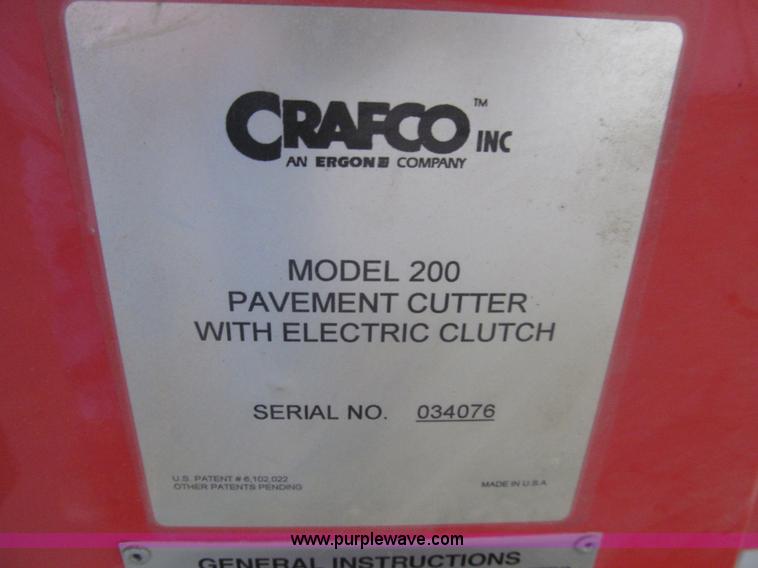 CRAFCO™ INC
AN ERGON COMPANY
MODEL 200
PAVEMENT CUTTER
WITH ELECTRIC CLUTCH
SERIAL NO. 034076
U.S. PATENT # 6,102,022
OTHER PATENTS PENDING
MADE IN U.S.A
www.purplewave.com
GENERAL INSTRUCTIONS